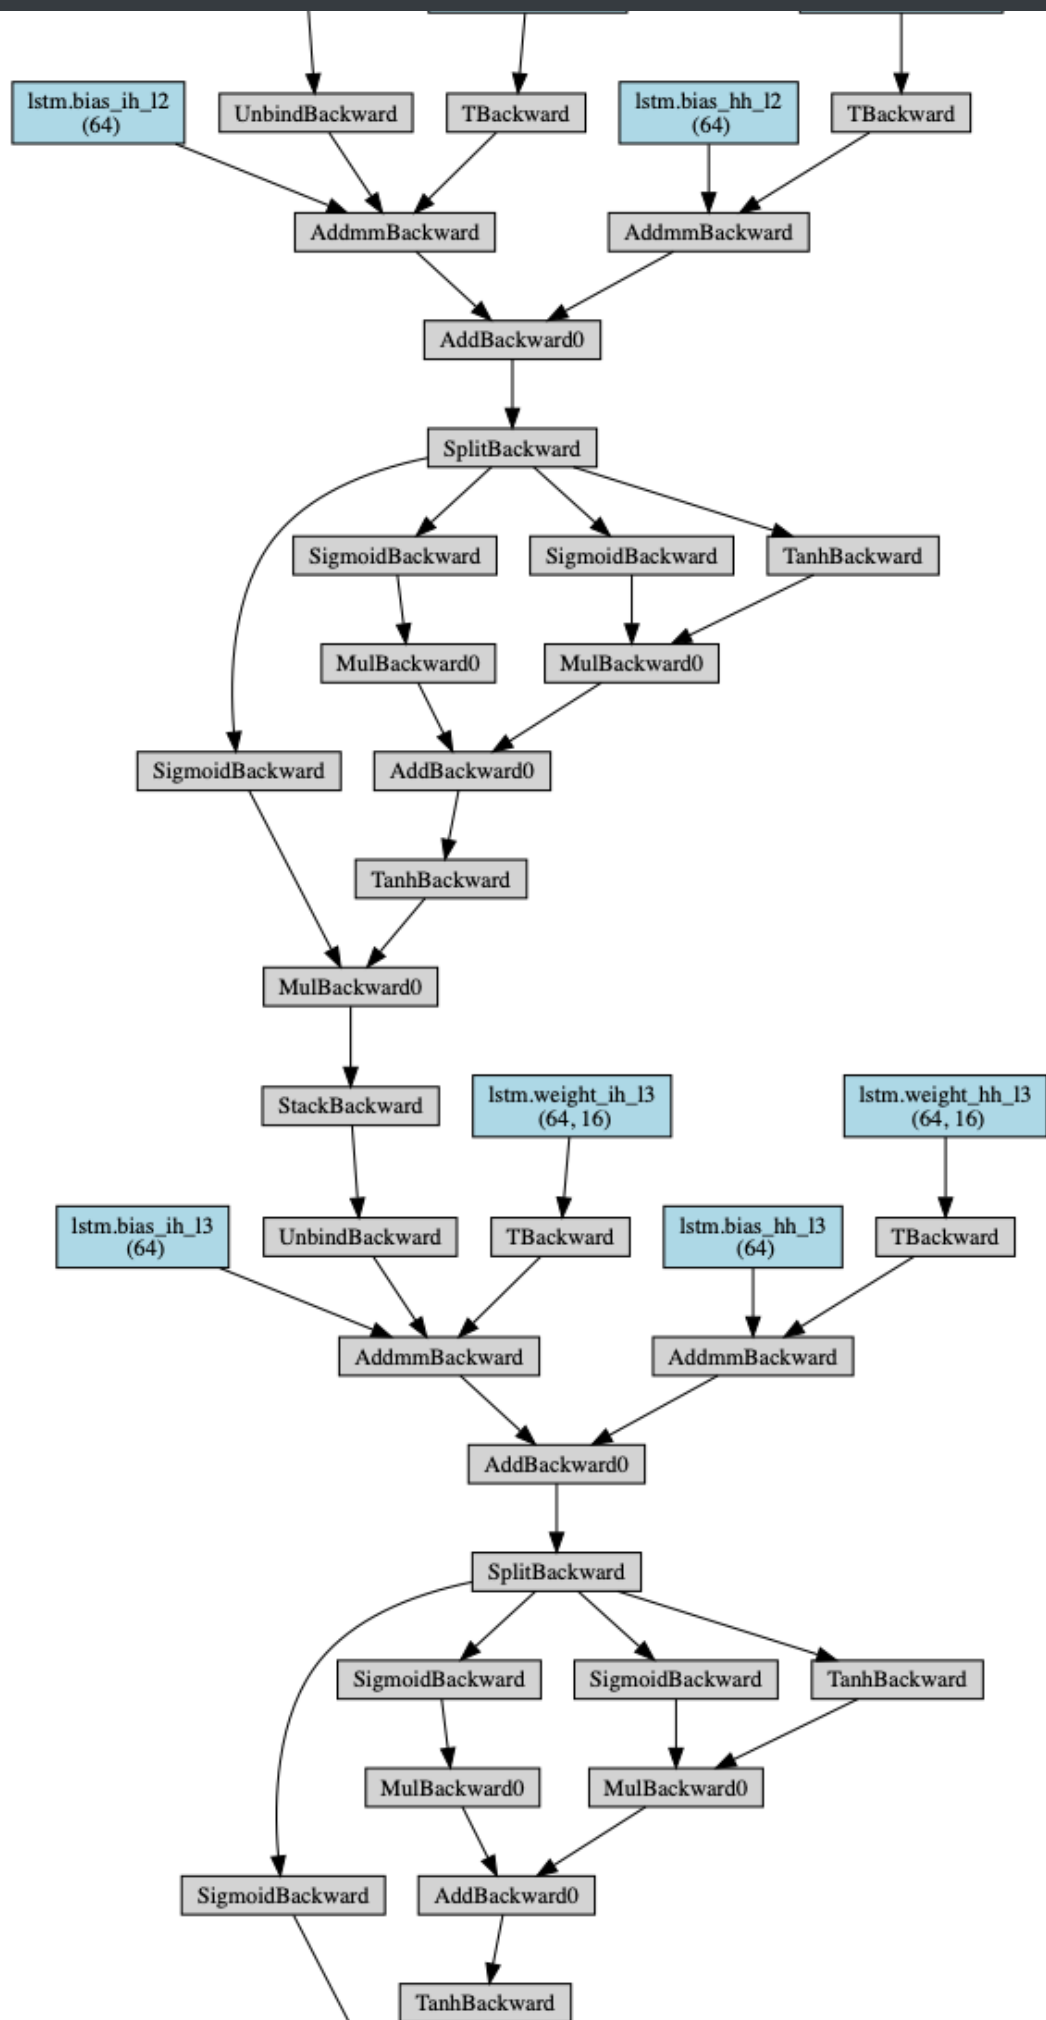 lstm.bias_ih_l2
(64)
UnbindBackward
TBackward
lstm.bias_hh_l2
(64)
TBackward
AddmmBackward
AddmmBackward
AddBackward0
SplitBackward
SigmoidBackward
SigmoidBackward
TanhBackward
MulBackward0
MulBackward0
SigmoidBackward
AddBackward0
TanhBackward
MulBackward0
StackBackward
lstm.weight_ih_l3
(64, 16)
lstm.weight_hh_l3
(64, 16)
lstm.bias_ih_l3
(64)
UnbindBackward
TBackward
lstm.bias_hh_l3
(64)
TBackward
AddmmBackward
AddmmBackward
AddBackward0
SplitBackward
SigmoidBackward
SigmoidBackward
TanhBackward
MulBackward0
MulBackward0
SigmoidBackward
AddBackward0
TanhBackward